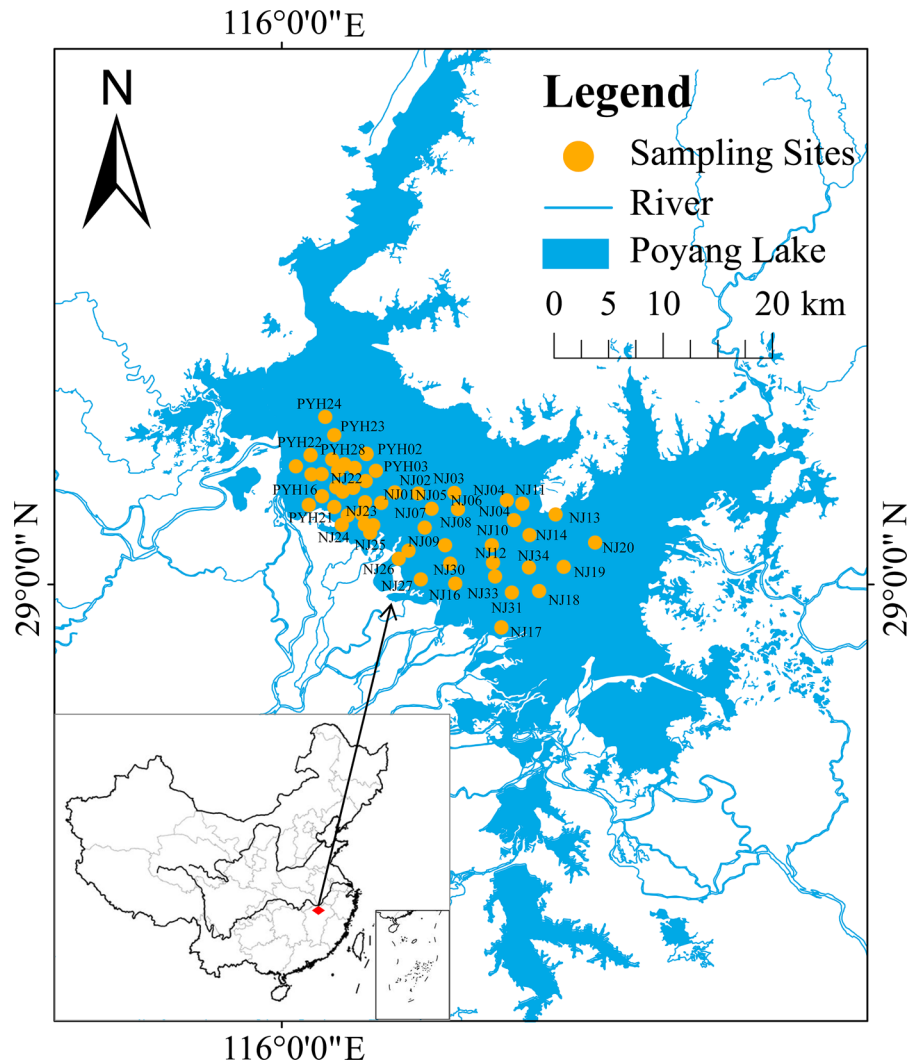 116°0'0"E
N
Legend
Sampling Sites
River
Poyang Lake
0 5 10 20 km
PYH24
PYH23
PYH22
PYH28
PYH02
PYH03
NJ22
NJ02
NJ03
PYH16
NJ01
NJ05
NJ06
NJ04
NJ11
PYH21
NJ23
NJ07
NJ08
NJ04
NJ13
NJ24
NJ25
NJ10
NJ14
NJ20
NJ09
NJ12
NJ34
NJ26
NJ30
NJ19
NJ27
NJ16
NJ33
NJ31
NJ18
NJ17
29°0'0" N
29°0'0" N
116°0'0"E